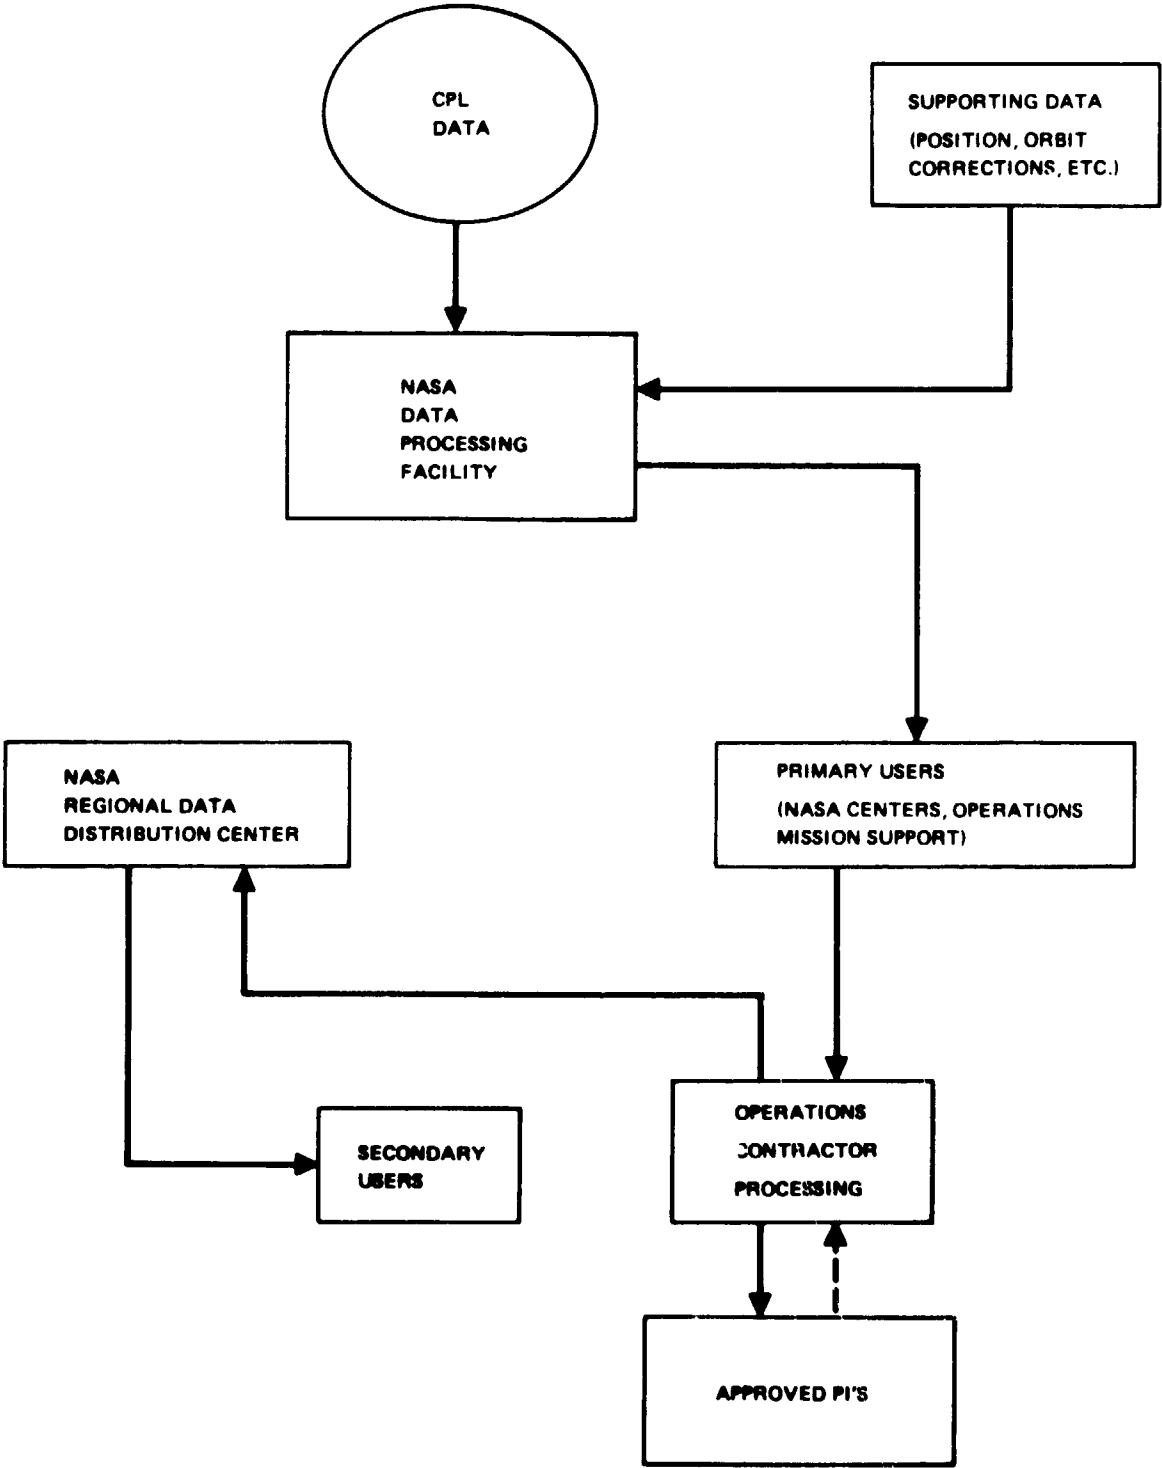 CPL
DATA
SUPPORTING DATA
(POSITION, ORBIT
CORRECTIONS, ETC.)
NASA
DATA
PROCESSING
FACILITY
NASA
REGIONAL DATA
DISTRIBUTION CENTER
PRIMARY USERS
(NASA CENTERS, OPERATIONS
MISSION SUPPORT)
SECONDARY
USERS
OPERATIONS
CONTRACTOR
PROCESSING
APPROVED PI'S